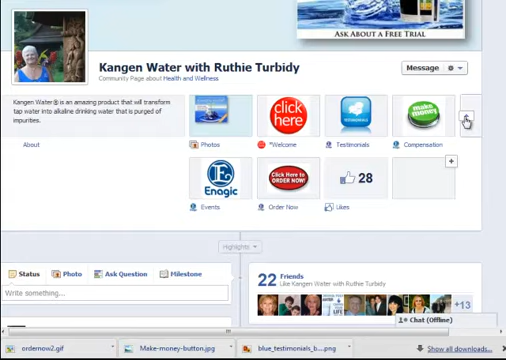 ASK ABOUT A FREE TRIAL
Kangen Water with Ruthie Turbidy
Community Page about Health and Wellness
Message
Kangen Water® is an amazing product that will transform
tap water into alkaline drinking water that is purged of
impurities.
About
click
here
TESTIMONIALS
make
money
Photos
*Welcome
Testimonials
Compensation
Enagic
Click Here to
ORDER NOW!
28
Events
Order Now
Likes
Highlights
Status
Photo
Ask Question
Milestone
Write something...
22
Friends
Like Kangen Water with Ruthie Turbidy
+13
Chat (Offline)
ordernow2.gif
Make-money-button.jpg
blue_testimonials_b....png
Show all downloads...